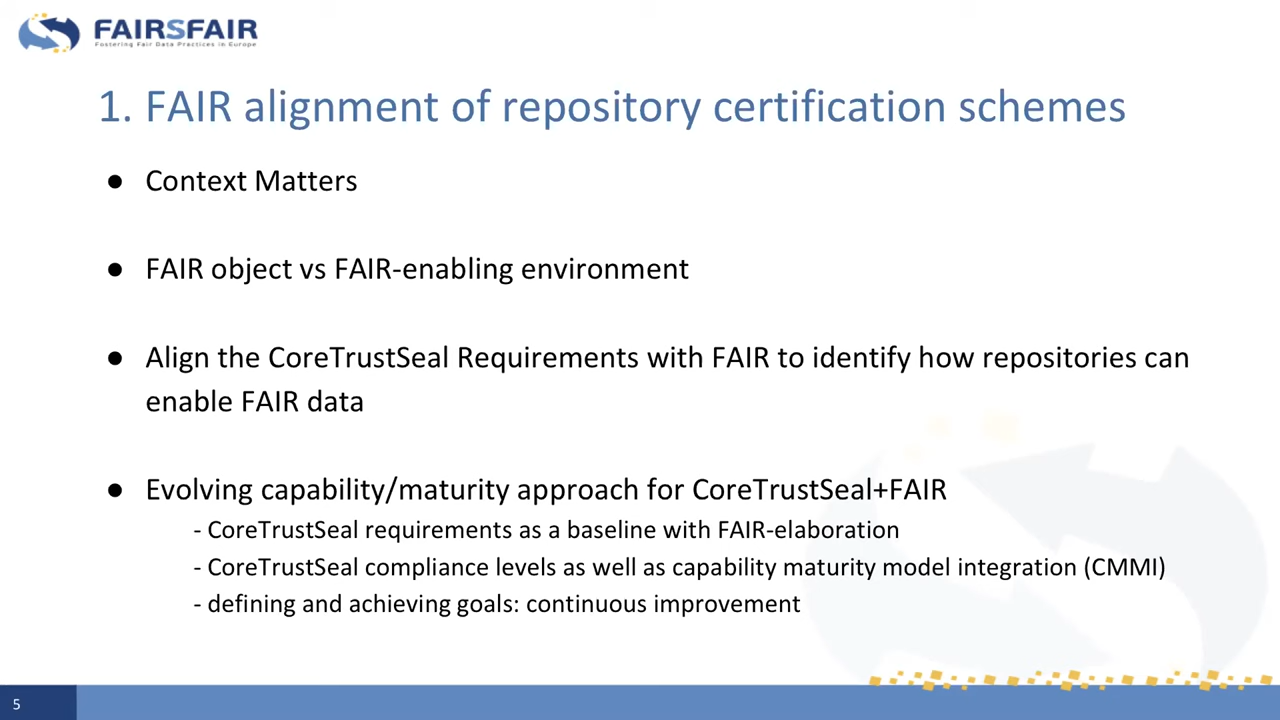 FAIRSFAIR
Fostering Fair Data Practices in Europe
1. FAIR alignment of repository certification schemes
● Context Matters
● FAIR object vs FAIR-enabling environment
● Align the CoreTrustSeal Requirements with FAIR to identify how repositories can
enable FAIR data
● Evolving capability/maturity approach for CoreTrustSeal+FAIR
- CoreTrustSeal requirements as a baseline with FAIR-elaboration
- CoreTrustSeal compliance levels as well as capability maturity model integration (CMMI)
- defining and achieving goals: continuous improvement
5